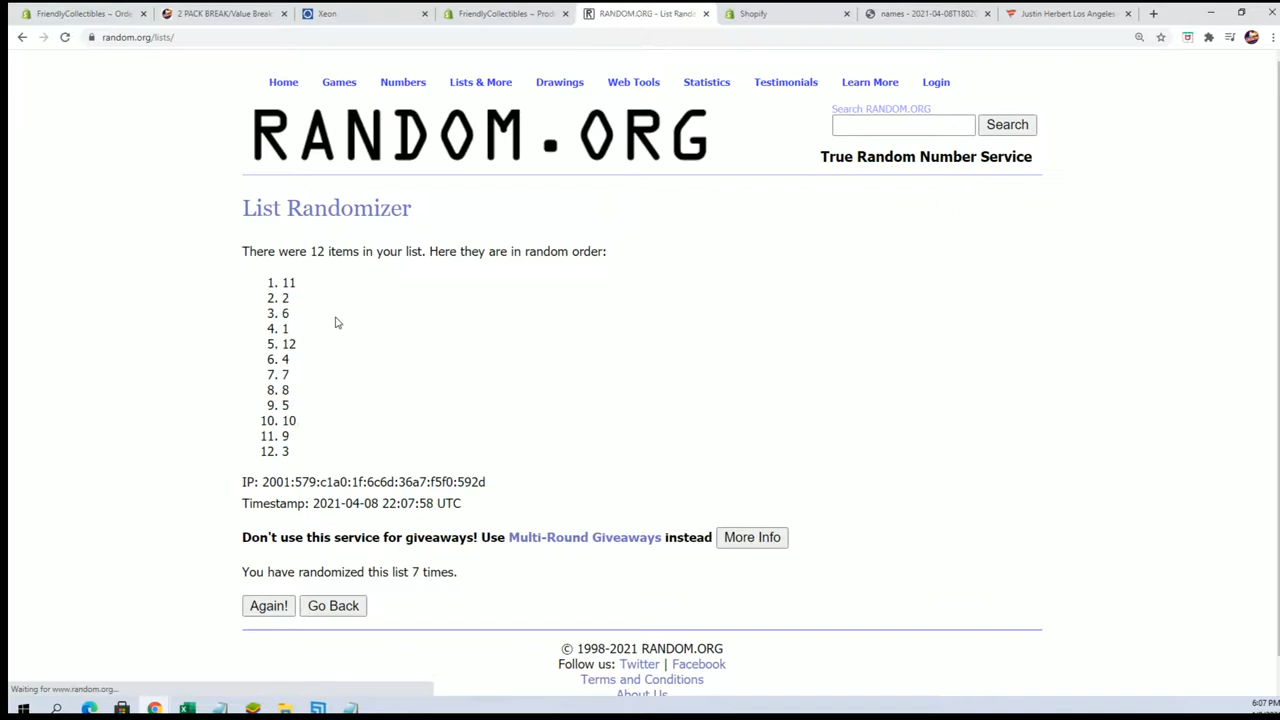 FriendlyCollectibles ~ Orde
2 PACK BREAK/Value Break
Xeon
FriendlyCollectibles ~ Prod
RANDOM.ORG - List Rando
Shopify
names - 2021-04-08T1802
Justin Herbert Los Angeles
random.org/lists/
Home Games Numbers Lists & More Drawings Web Tools Statistics Testimonials Learn More Login
RANDOM.ORG
Search RANDOM.ORG
Search
True Random Number Service
List Randomizer
There were 12 items in your list. Here they are in random order:
1. 11
2. 2
3. 6
4. 1
5. 12
6. 4
7. 7
8. 8
9. 5
10. 10
11. 9
12. 3
IP: 2001:579:c1a0:1f:6c6d:36a7:f5f0:592d
Timestamp: 2021-04-08 22:07:58 UTC
Don't use this service for giveaways! Use Multi-Round Giveaways instead More Info
You have randomized this list 7 times.
Again! Go Back
© 1998-2021 RANDOM.ORG
Follow us: Twitter | Facebook
Terms and Conditions
About Us
Waiting for www.random.org...
6:07 PM